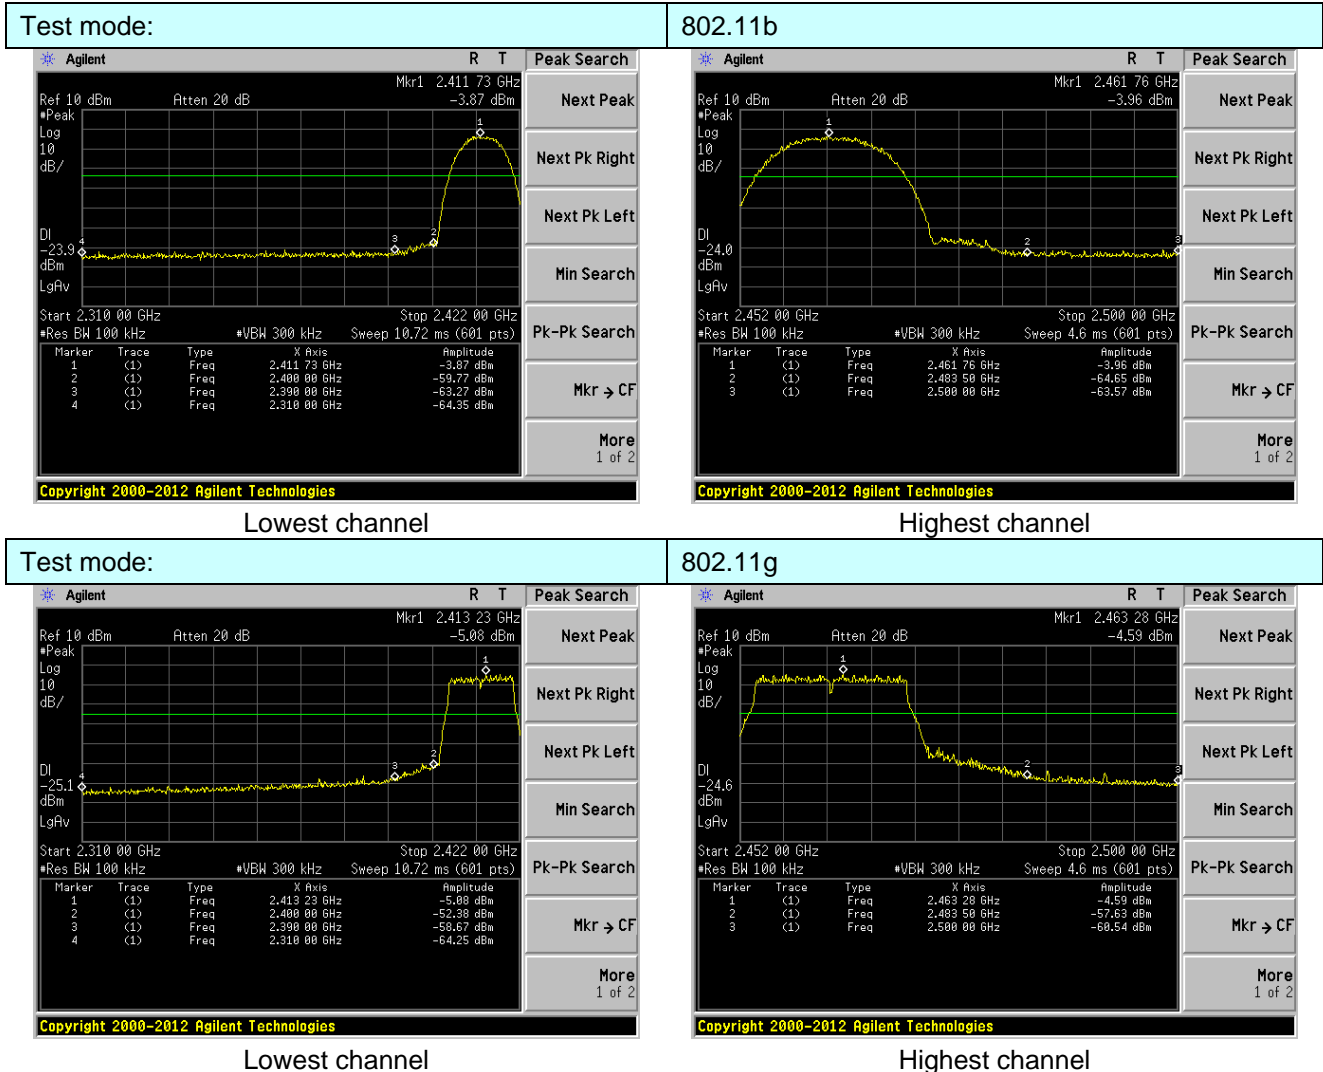 Test mode: 802.11b
Agilent R T Peak Search
Mkr1 2.411 73 GHz
Ref 10 dBm Atten 20 dB -3.87 dBm
#Peak
Log
10
dB/
1
3
2
4
DI
-23.9
dBm
LgAv
Start 2.310 00 GHz Stop 2.422 00 GHz
#Res BW 100 kHz #VBW 300 kHz Sweep 10.72 ms (601 pts)
Marker Trace Type X Axis Amplitude
1 (1) Freq 2.411 73 GHz -3.87 dBm
2 (1) Freq 2.400 00 GHz -59.77 dBm
3 (1) Freq 2.390 00 GHz -63.27 dBm
4 (1) Freq 2.310 00 GHz -64.35 dBm
Next Peak
Next Pk Right
Next Pk Left
Min Search
Pk-Pk Search
Mkr → CF
More
1 of 2
Copyright 2000-2012 Agilent Technologies
Lowest channel
Agilent R T Peak Search
Mkr1 2.461 76 GHz
Ref 10 dBm Atten 20 dB -3.96 dBm
#Peak
Log
10
dB/
1
2
3
DI
-24.0
dBm
LgAv
Start 2.452 00 GHz Stop 2.500 00 GHz
#Res BW 100 kHz #VBW 300 kHz Sweep 4.6 ms (601 pts)
Marker Trace Type X Axis Amplitude
1 (1) Freq 2.461 76 GHz -3.96 dBm
2 (1) Freq 2.483 50 GHz -64.65 dBm
3 (1) Freq 2.500 00 GHz -63.57 dBm
Next Peak
Next Pk Right
Next Pk Left
Min Search
Pk-Pk Search
Mkr → CF
More
1 of 2
Copyright 2000-2012 Agilent Technologies
Highest channel
Test mode: 802.11g
Agilent R T Peak Search
Mkr1 2.413 23 GHz
Ref 10 dBm Atten 20 dB -5.08 dBm
#Peak
Log
10
dB/
1
2
3
4
DI
-25.1
dBm
LgAv
Start 2.310 00 GHz Stop 2.422 00 GHz
#Res BW 100 kHz #VBW 300 kHz Sweep 10.72 ms (601 pts)
Marker Trace Type X Axis Amplitude
1 (1) Freq 2.413 23 GHz -5.08 dBm
2 (1) Freq 2.400 00 GHz -52.38 dBm
3 (1) Freq 2.390 00 GHz -58.67 dBm
4 (1) Freq 2.310 00 GHz -64.25 dBm
Next Peak
Next Pk Right
Next Pk Left
Min Search
Pk-Pk Search
Mkr → CF
More
1 of 2
Copyright 2000-2012 Agilent Technologies
Lowest channel
Agilent R T Peak Search
Mkr1 2.463 28 GHz
Ref 10 dBm Atten 20 dB -4.59 dBm
#Peak
Log
10
dB/
1
2
3
DI
-24.6
dBm
LgAv
Start 2.452 00 GHz Stop 2.500 00 GHz
#Res BW 100 kHz #VBW 300 kHz Sweep 4.6 ms (601 pts)
Marker Trace Type X Axis Amplitude
1 (1) Freq 2.463 28 GHz -4.59 dBm
2 (1) Freq 2.483 50 GHz -57.63 dBm
3 (1) Freq 2.500 00 GHz -60.54 dBm
Next Peak
Next Pk Right
Next Pk Left
Min Search
Pk-Pk Search
Mkr → CF
More
1 of 2
Copyright 2000-2012 Agilent Technologies
Highest channel